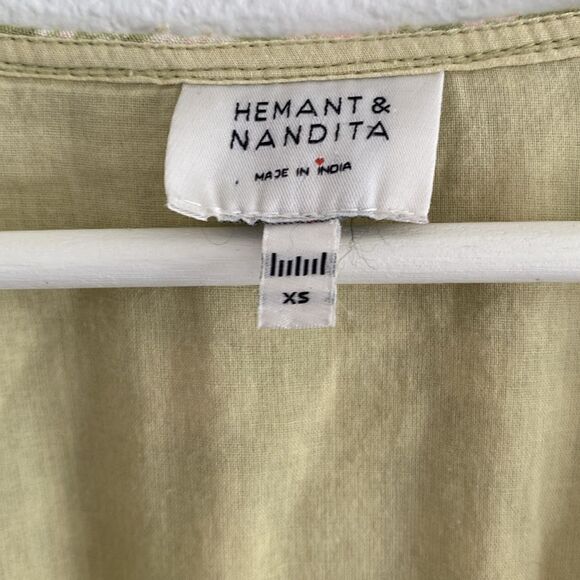 HEMANT &
NANDITA
MADE IN INDIA
XS